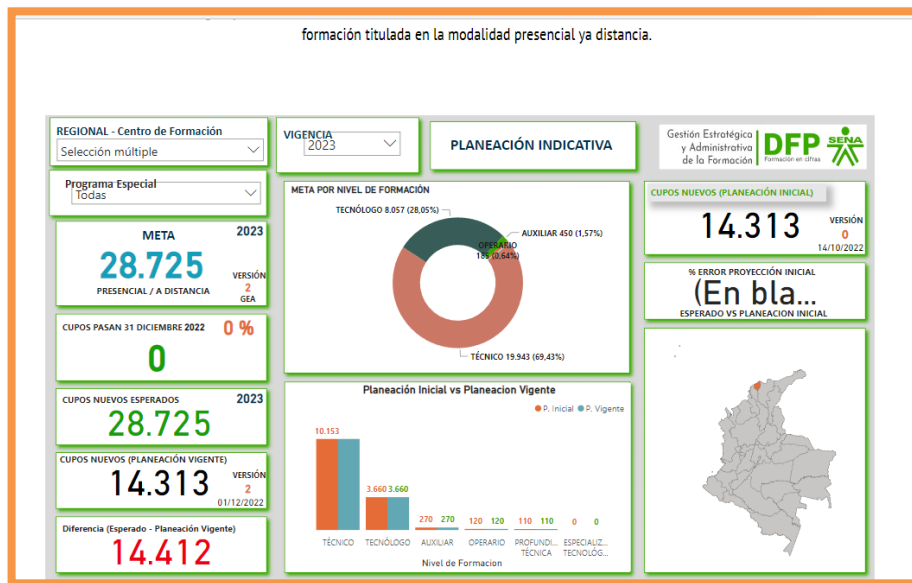 formación titulada en la modalidad presencial ya distancia.
REGIONAL - Centro de Formación
Selección múltiple
VIGENCIA
2023
PLANEACIÓN INDICATIVA
Gestión Estratégica
y Administrativa
de la Formación
DFP
Formación en cifras
SENA
Programa Especial
Todas
META
2023
28.725
PRESENCIAL / A DISTANCIA
VERSIÓN
2
GEA
CUPOS PASAN 31 DICIEMBRE 2022
0 %
0
CUPOS NUEVOS ESPERADOS
2023
28.725
CUPOS NUEVOS (PLANEACIÓN VIGENTE)
14.313
VERSIÓN
2
01/12/2022
Diferencia (Esperado - Planeación Vigente)
14.412
META POR NIVEL DE FORMACIÓN
TECNÓLOGO 8.057 (28,05%)
AUXILIAR 450 (1,57%)
OPERARIO
185 (0,64%)
TÉCNICO 19.943 (69,43%)
Planeación Inicial vs Planeacion Vigente
P. Inicial P. Vigente
10.153
3.660 3.660
270 270
120 120
110 110
0 0
TÉCNICO TECNÓLOGO AUXILIAR OPERARIO PROFUNDI... ESPECIALIZ...
TÉCNICA TECNOLÓG...
Nivel de Formacion
CUPOS NUEVOS (PLANEACIÓN INICIAL)
14.313
VERSIÓN
0
14/10/2022
% ERROR PROYECCIÓN INICIAL
(En bla...
ESPERADO VS PLANEACION INICIAL